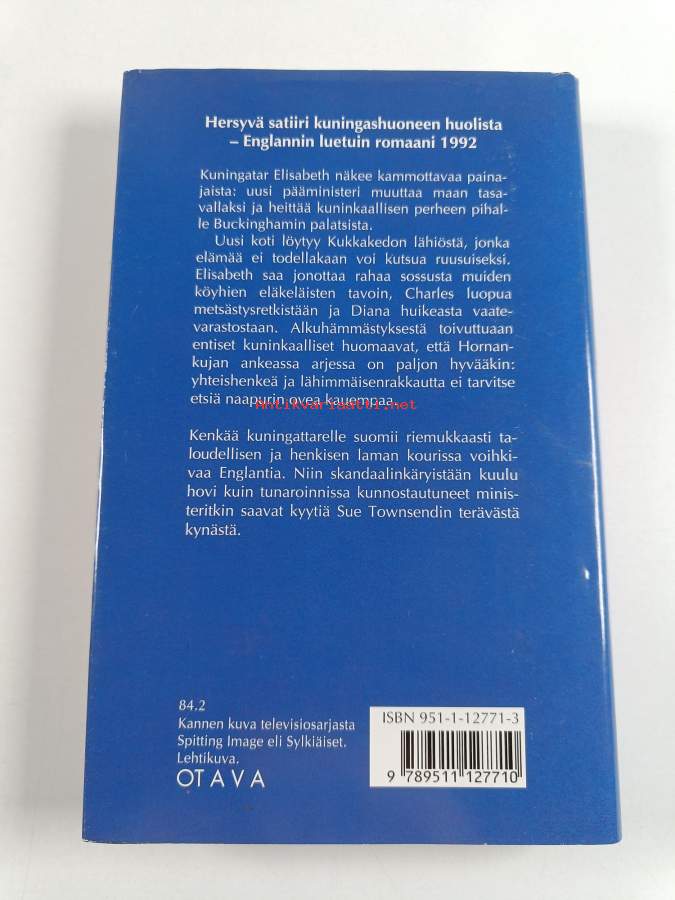 Hersyvä satiiri kuningashuoneen huolista
– Englannin luetuin romaani 1992
Kuningatar Elisabeth näkee kammottavaa paina-
jaista: uusi pääministeri muuttaa maan tasa-
vallaksi ja heittää kuninkaallisen perheen pihal-
le Buckinghamin palatsista.
Uusi koti löytyy Kukkakedon lähiöstä, jonka
elämää ei todellakaan voi kutsua ruusuiseksi.
Elisabeth saa jonottaa rahaa sossusta muiden
köyhien eläkeläisten tavoin, Charles luopua
metsästysretkistään ja Diana huikeasta vaate-
varastostaan. Alkuhämmästyksestä toivuttuaan
entiset kuninkaalliset huomaavat, että Hornan-
kujan ankeassa arjessa on paljon hyvääkin:
yhteishenkeä ja lähimmäisenrakkautta ei tarvitse
etsiä naapurin ovea kauempaa.
Antikvariaatti.net
Kenkää kuningattarelle suomii riemukkaasti ta-
loudellisen ja henkisen laman kourissa voihki-
vaa Englantia. Niin skandaalinkäryistään kuulu
hovi kuin tunaroinnissa kunnostautuneet minis-
teritkin saavat kyytiä Sue Townsendin terävästä
kynästä.
84.2
Kannen kuva televisiosarjasta
Spitting Image eli Sylkiäiset.
Lehtikuva.
OTAVA
ISBN 951-1-12771-3
9 789511 127710